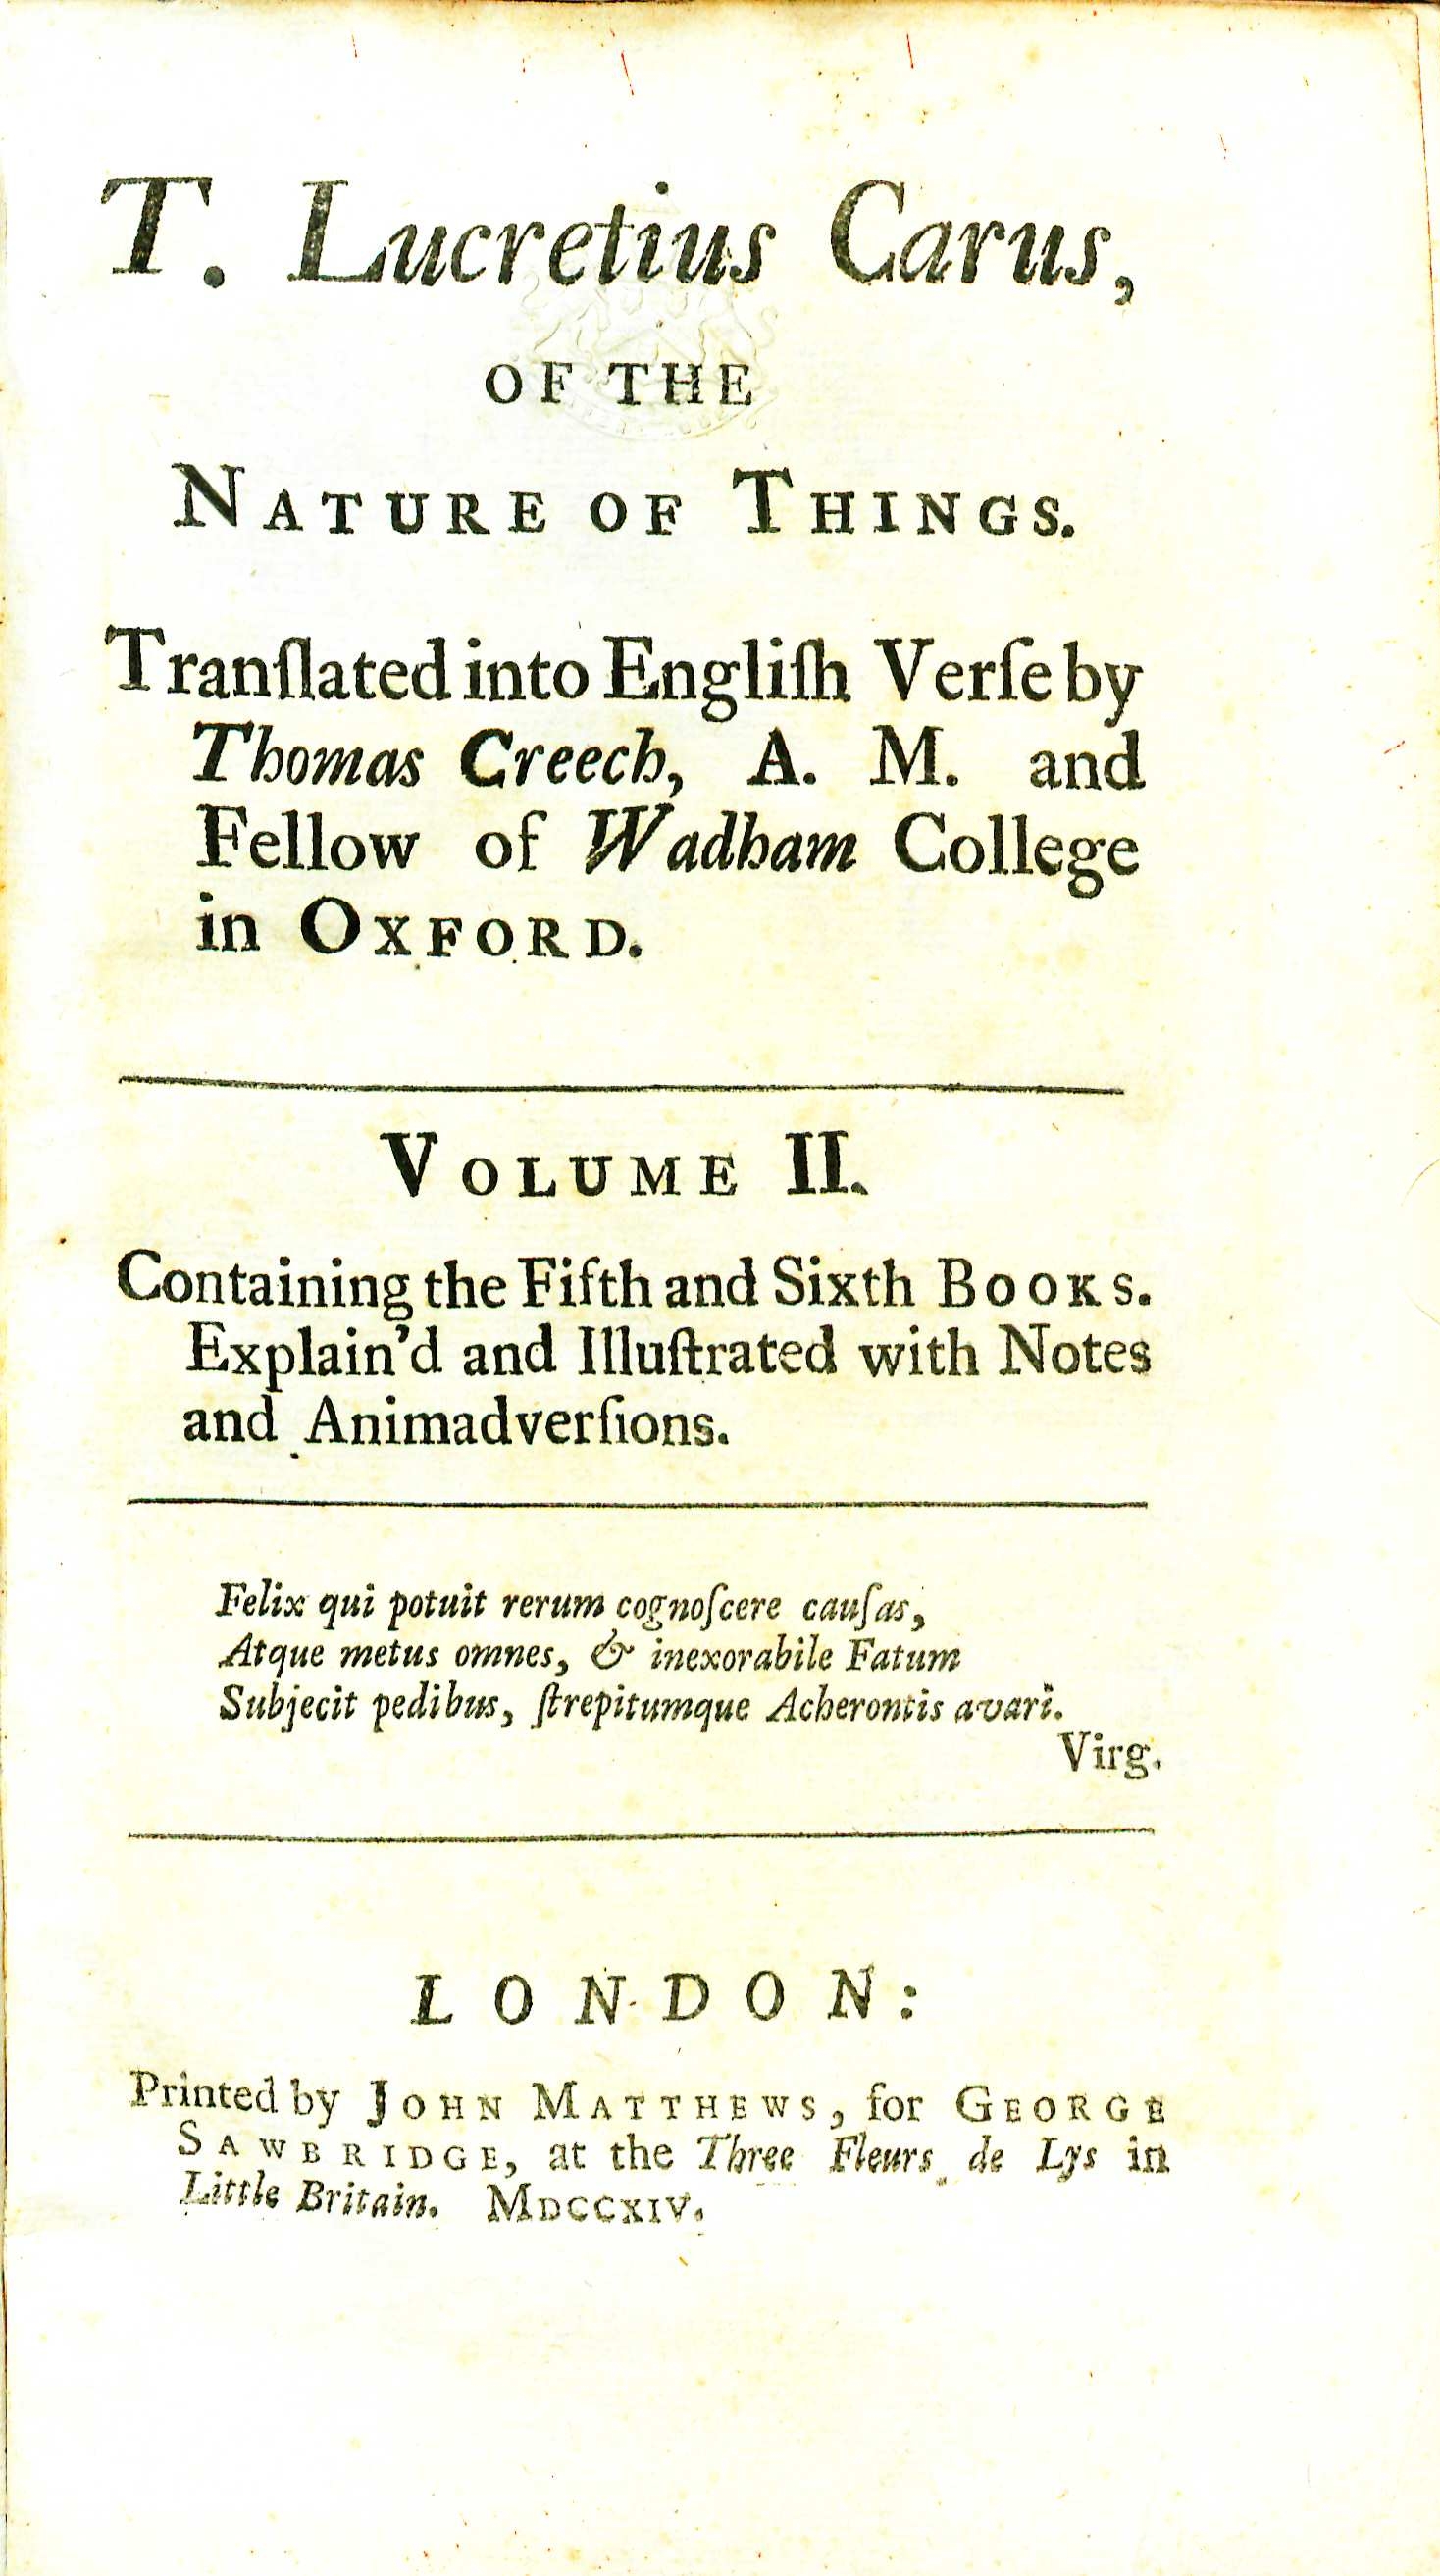 T. Lucretius Carus,
OF THE
NATURE OF THINGS.
Tranſlated into Engliſh Verſe by
Thomas Creech, A. M. and
Fellow of Wadham College
in OXFORD.
VOLUME II.
Containing the Fifth and Sixth BOOKS.
Explain'd and Illuſtrated with Notes
and Animadverſions.
Felix qui potuit rerum cognoſcere cauſas,
Atque metus omnes, & inexorabile Fatum
Subjecit pedibus, ſtrepitumque Acherontis avari.
Virg.
LONDON:
Printed by JOHN MATTHEWS, for GEORGE
SAWBRIDGE, at the Three Fleurs de Lys in
Little Britain. MDCCXIV.